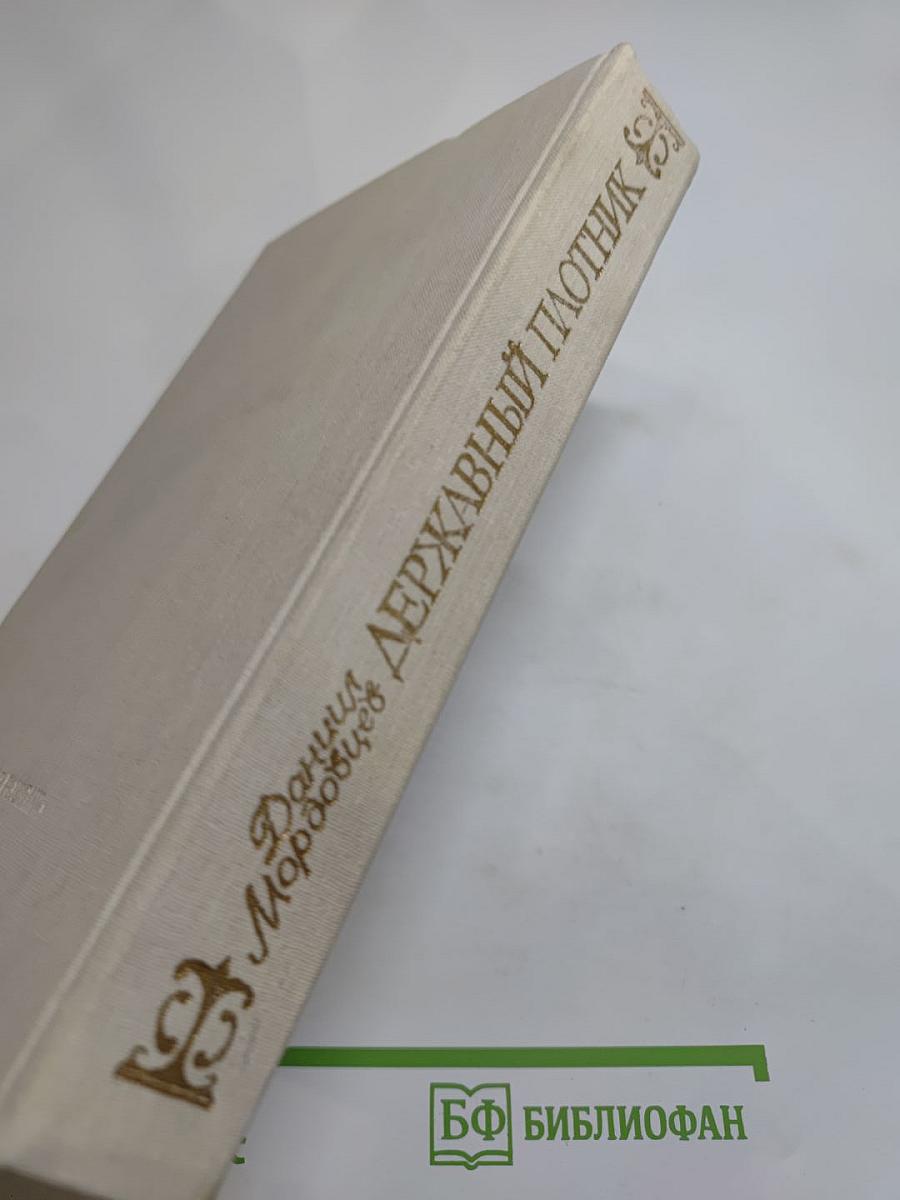 Даниил
Мордовцев
ДЕРЖАВНЫЙ ПЛОТНИК
БФ БИБЛИОФАН